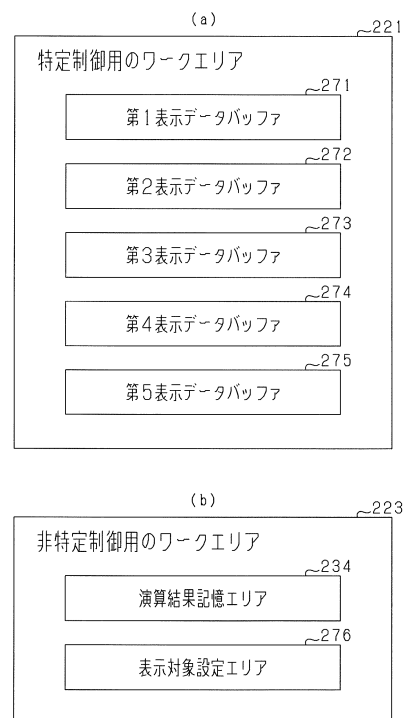 (a)
221
特定制御用のワークエリア
271
第1表示データバッファ
272
第2表示データバッファ
273
第3表示データバッファ
274
第4表示データバッファ
275
第5表示データバッファ
(b)
223
非特定制御用のワークエリア
234
演算結果記憶エリア
276
表示対象設定エリア